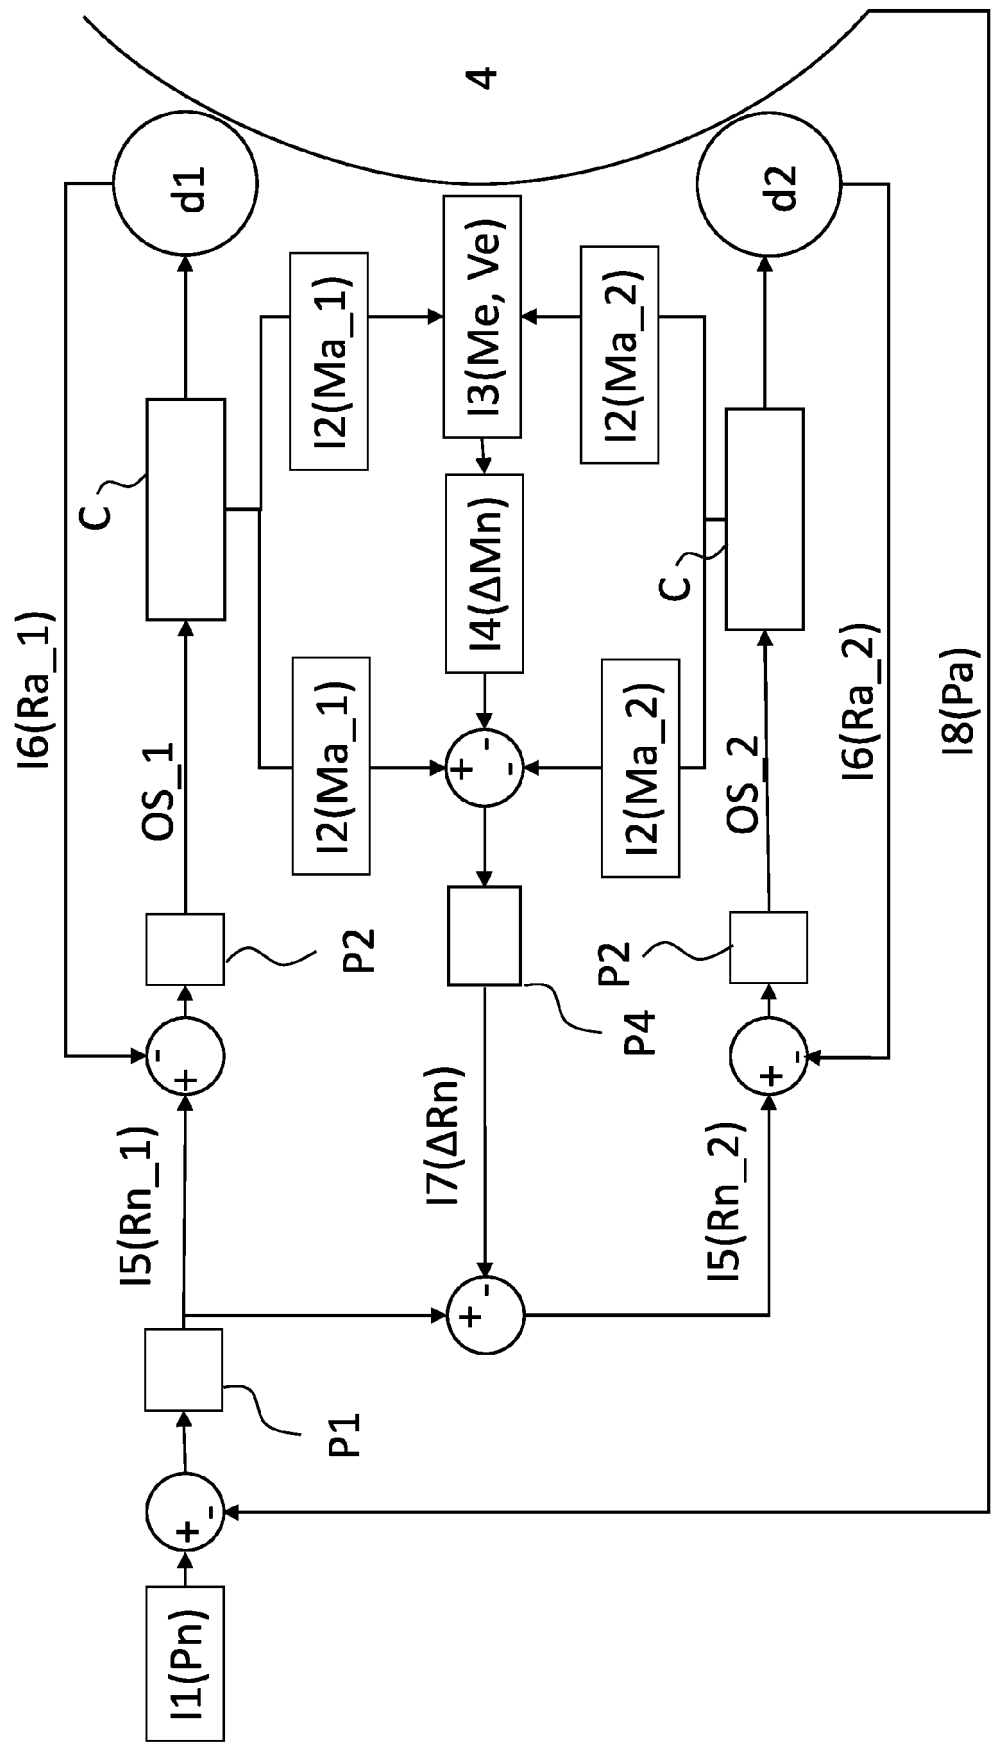 I1(Pn)
+
-
P1
I5(Rn_1)
+
-
P2
OS_1
I6(Ra_1)
C
d1
4
I2(Ma_1)
I2(Ma_1)
+
-
I7(ΔRn)
P4
+
-
-
I4(ΔMn)
I3(Me, Ve)
I2(Ma_2)
I2(Ma_2)
I5(Rn_2)
+
-
P2
OS_2
C
d2
I6(Ra_2)
I8(Pa)